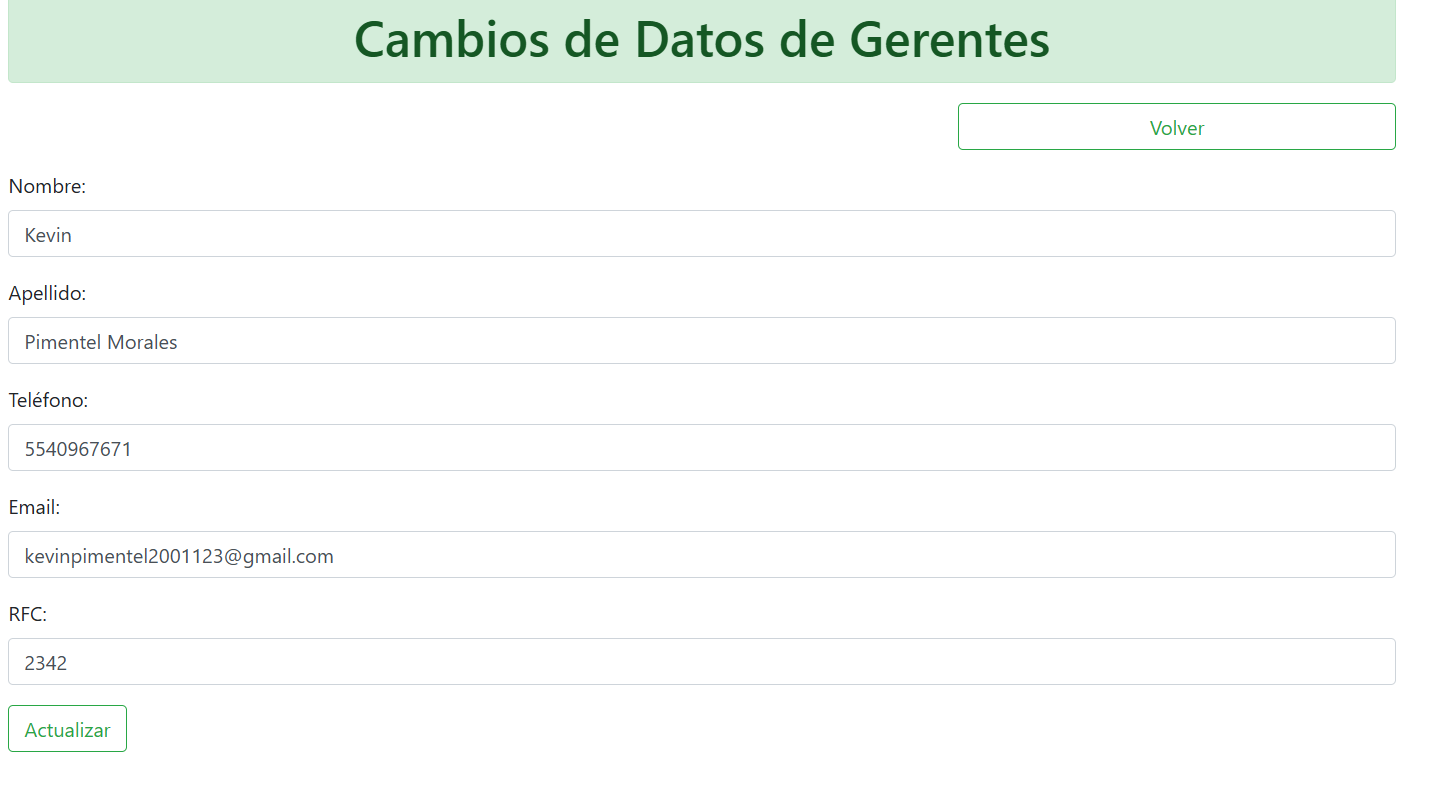 Cambios de Datos de Gerentes
Volver
Nombre:
Kevin
Apellido:
Pimentel Morales
Teléfono:
5540967671
Email:
kevinpimentel2001123@gmail.com
RFC:
2342
Actualizar